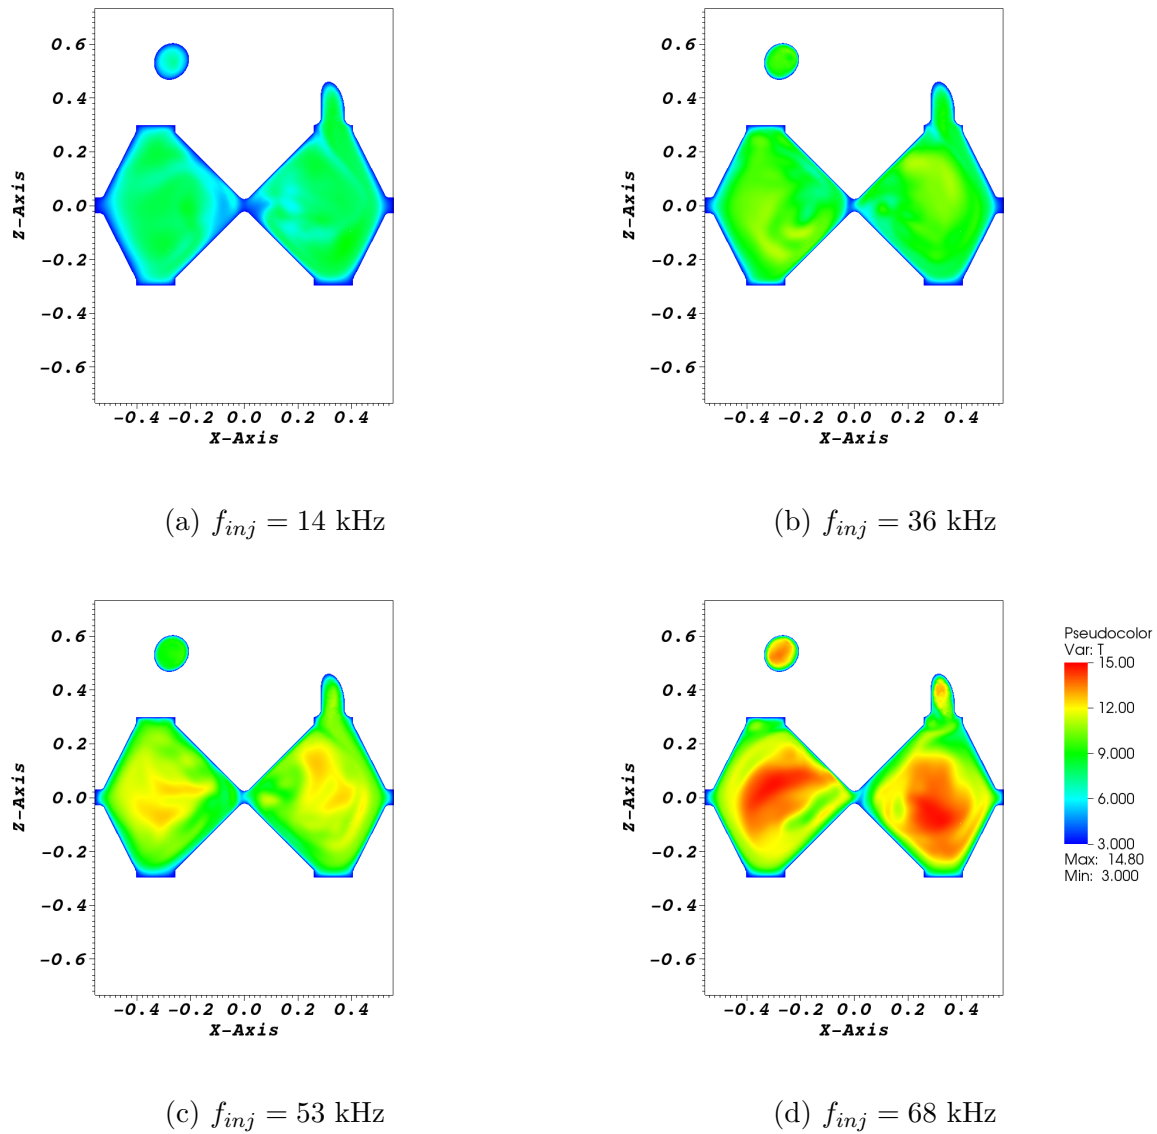 0.6
0.4
0.2
0.0
-0.2
-0.4
-0.6
Z-Axis
-0.4 -0.2 0.0 0.2 0.4
X-Axis
(a) f_inj = 14 kHz
0.6
0.4
0.2
0.0
-0.2
-0.4
-0.6
Z-Axis
-0.4 -0.2 0.0 0.2 0.4
X-Axis
(b) f_inj = 36 kHz
0.6
0.4
0.2
0.0
-0.2
-0.4
-0.6
Z-Axis
-0.4 -0.2 0.0 0.2 0.4
X-Axis
(c) f_inj = 53 kHz
0.6
0.4
0.2
0.0
-0.2
-0.4
-0.6
Z-Axis
-0.4 -0.2 0.0 0.2 0.4
X-Axis
(d) f_inj = 68 kHz
Pseudocolor
Var: T
15.00
12.00
9.000
6.000
3.000
Max: 14.80
Min: 3.000